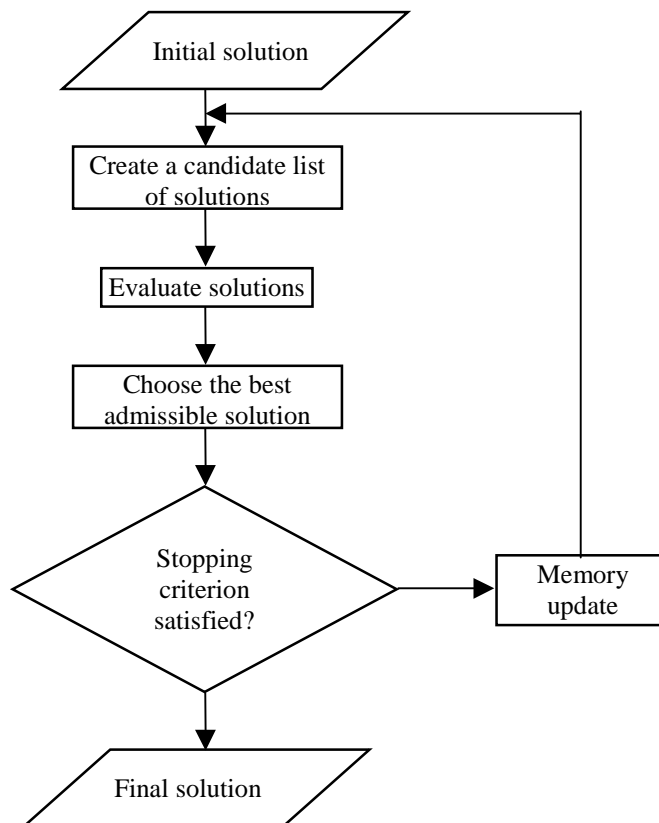 Initial solution
Create a candidate list
of solutions
Evaluate solutions
Choose the best
admissible solution
Stopping
criterion
satisfied?
Memory
update
Final solution